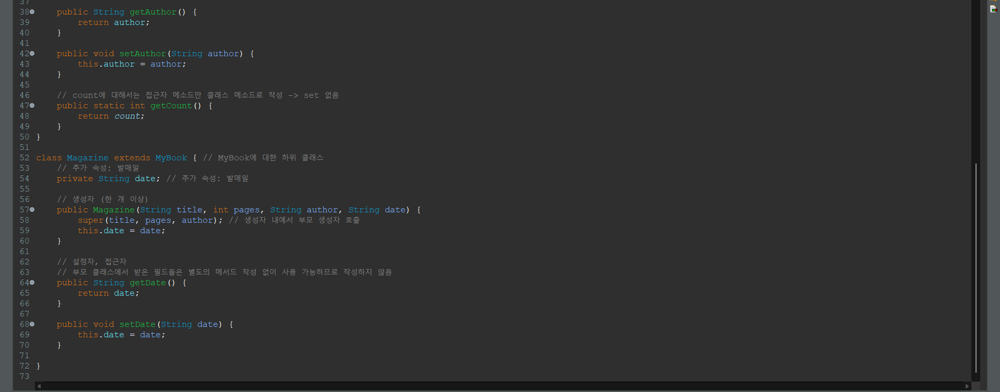 37
38 public String getAuthor() {
39 return author;
40 }
41
42 public void setAuthor(String author) {
43 this.author = author;
44 }
45
46 // count에 대해서는 접근자 메소드만 클래스 메소드로 작성 -> set 없음
47 public static int getCount() {
48 return count;
49 }
50 }
51
52 class Magazine extends MyBook { // MyBook에 대한 하위 클래스
53 // 추가 속성: 발매일
54 private String date; // 추가 속성: 발매일
55
56 // 생성자 (한 개 이상)
57 public Magazine(String title, int pages, String author, String date) {
58 super(title, pages, author); // 생성자 내에서 부모 생성자 호출
59 this.date = date;
60 }
61
62 // 설정자, 접근자
63 // 부모 클래스에서 받은 필드들은 별도의 메서드 작성 없이 사용 가능하므로 작성하지 않음
64 public String getDate() {
65 return date;
66 }
67
68 public void setDate(String date) {
69 this.date = date;
70 }
71
72 }
73